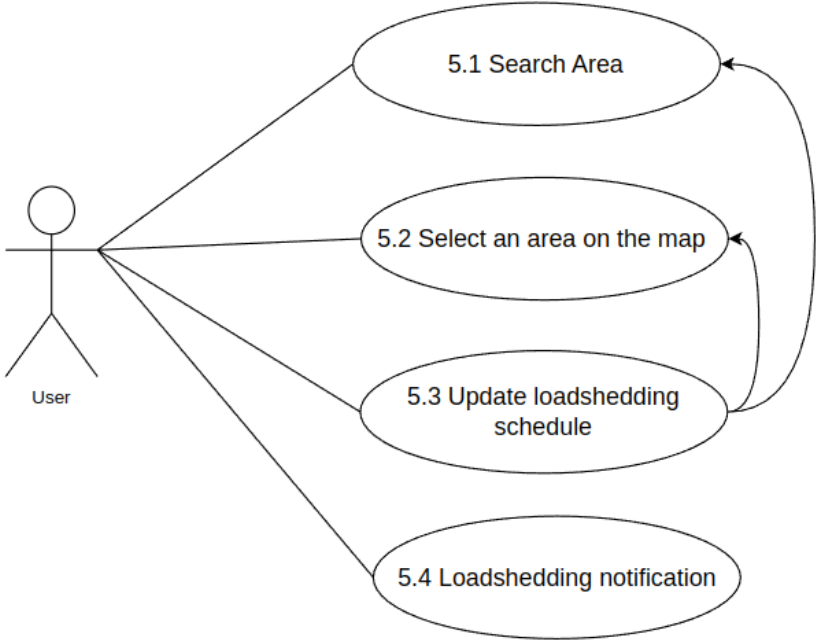 5.1 Search Area
5.2 Select an area on the map
5.3 Update loadshedding
schedule
User
5.4 Loadshedding notification